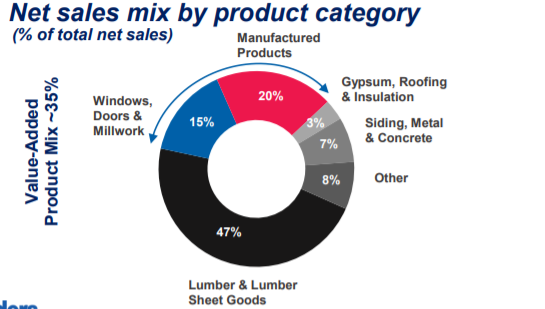 Net sales mix by product category
(% of total net sales)
Manufactured
Products
Gypsum, Roofing
& Insulation
Windows,
Doors &
Millwork
20%
3%
15%
Siding, Metal
& Concrete
7%
Value-Added
Product Mix ~35%
8%
Other
47%
Lumber & Lumber
Sheet Goods